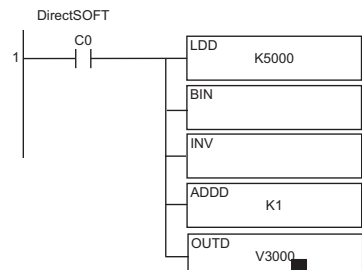 DirectSOFT
C0
1
LDD
K5000
BIN
INV
ADDD
K1
OUTD
V3000